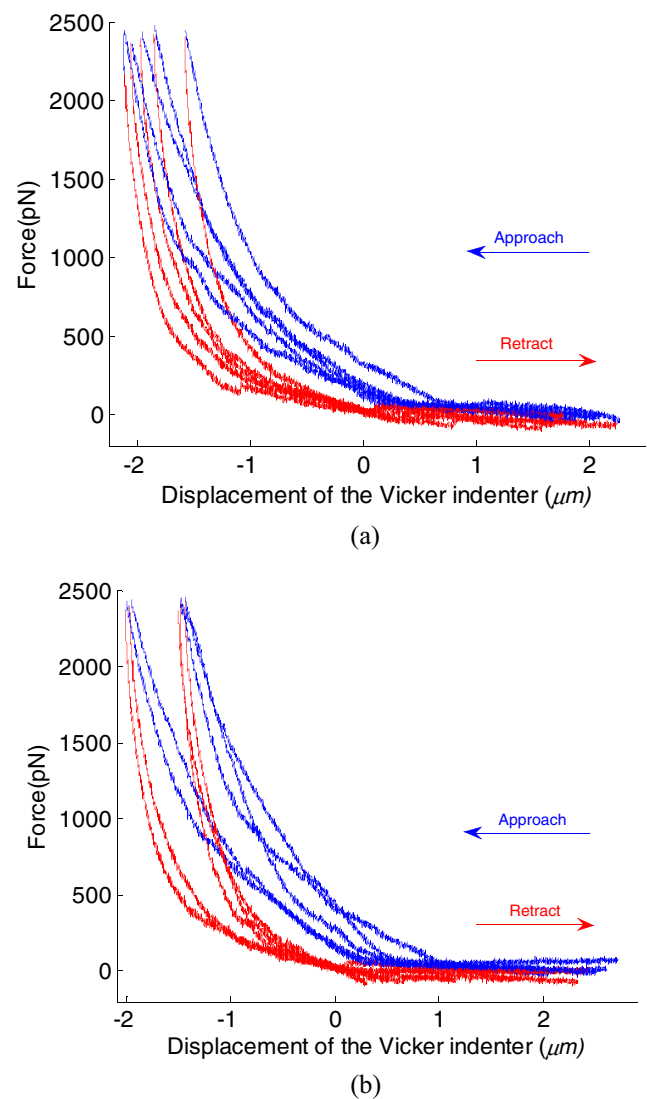 2500
2000
1500
1000
500
0
Force(pN)
Approach
Retract
-2 -1 0 1 2
Displacement of the Vicker indenter (μm)
(a)
2500
2000
1500
1000
500
0
Force(pN)
Approach
Retract
-2 -1 0 1 2
Displacement of the Vicker indenter (μm)
(b)